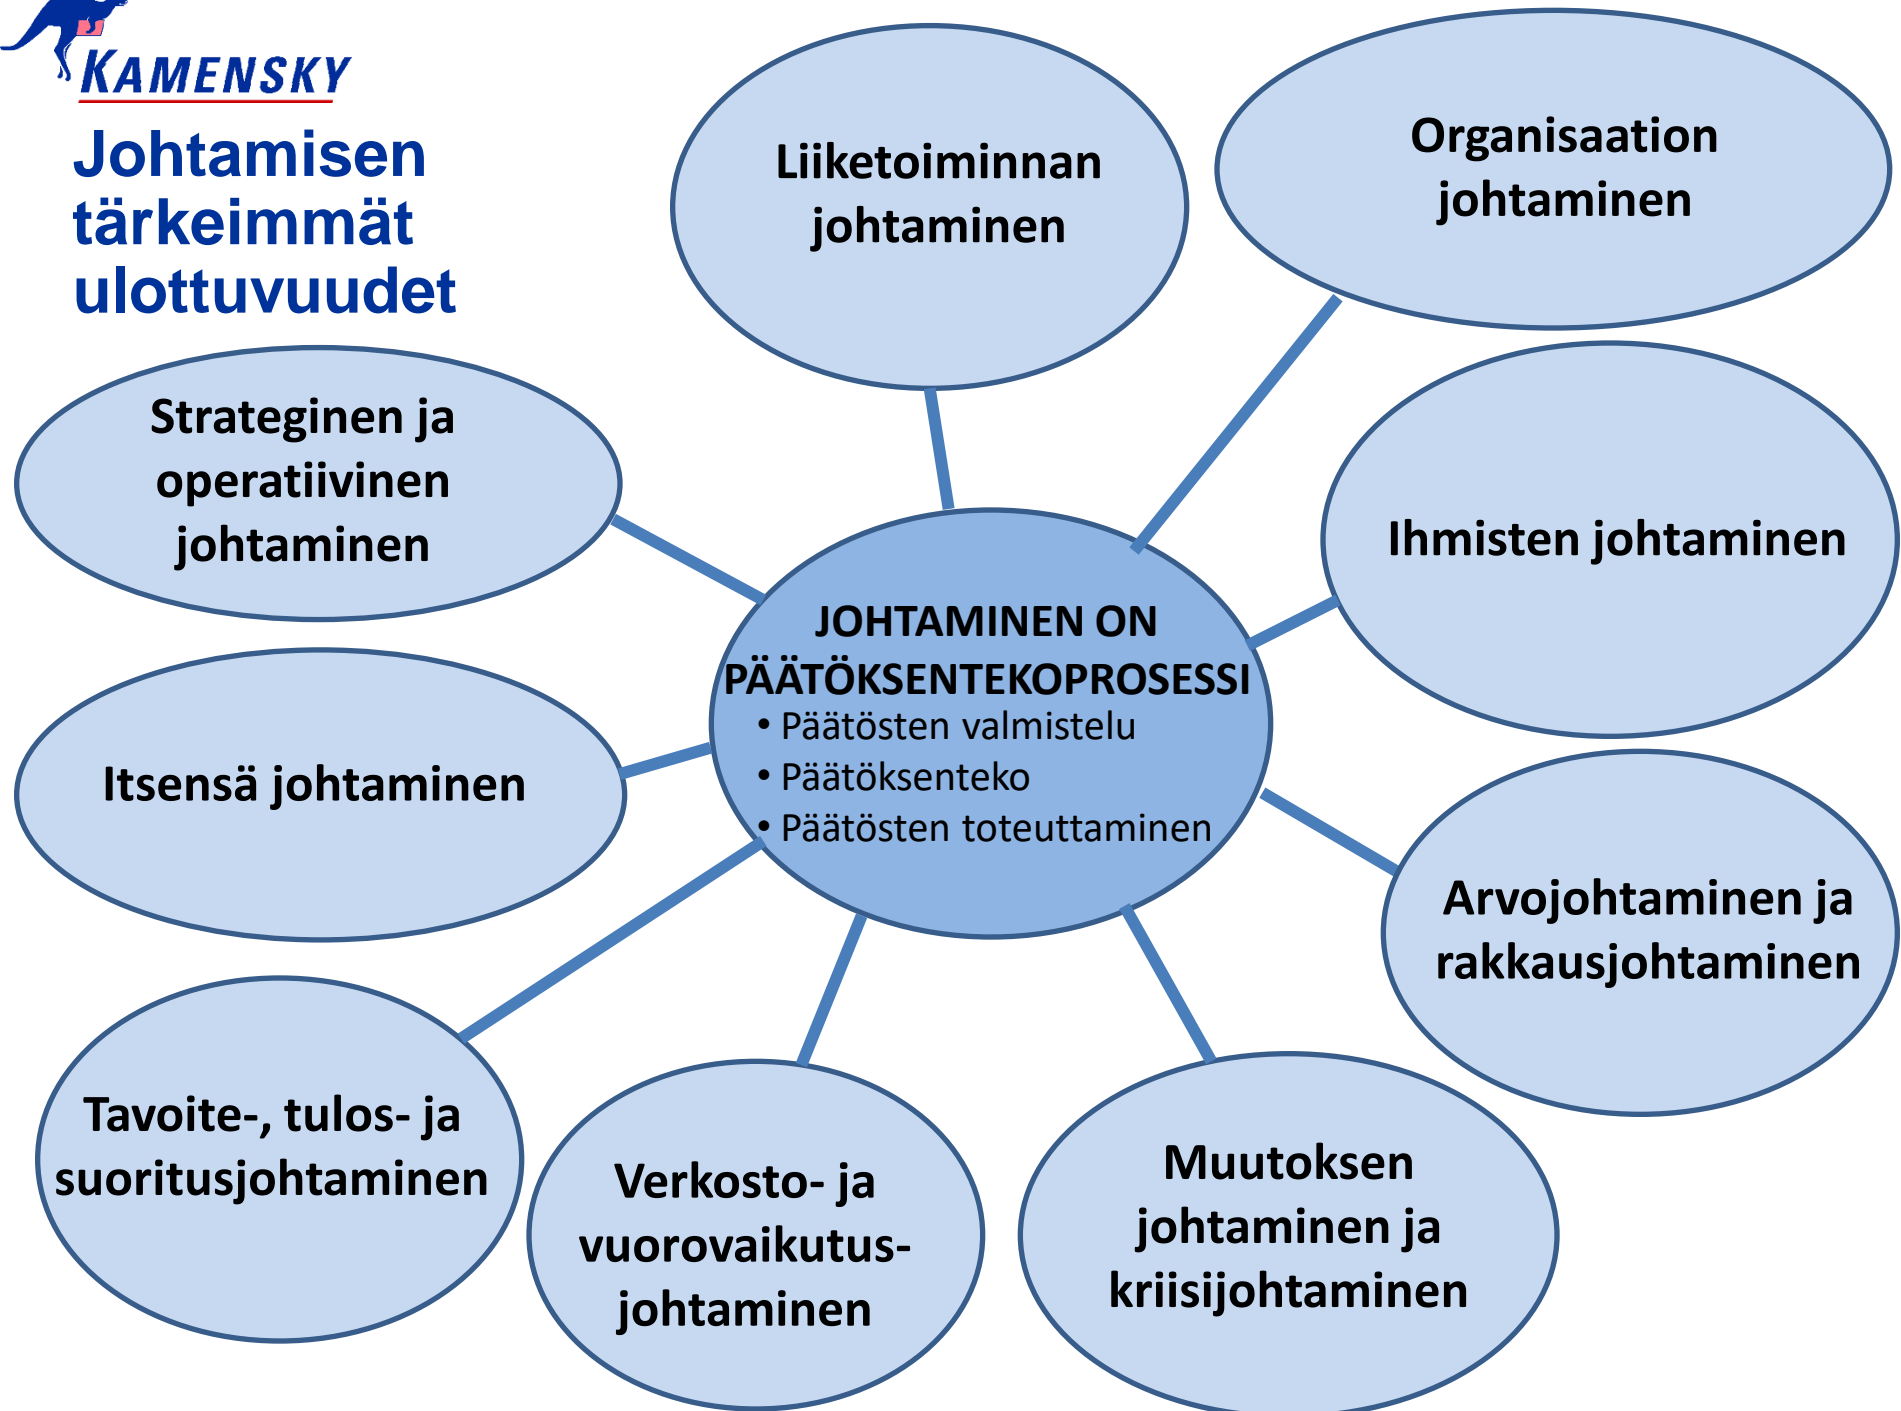 KAMENSKY
Johtamisen
tärkeimmät
ulottuvuudet
Liiketoiminnan
johtaminen
Organisaation
johtaminen
Strateginen ja
operatiivinen
johtaminen
Ihmisten johtaminen
JOHTAMINEN ON
PÄÄTÖKSENTEKOPROSESSI
• Päätösten valmistelu
• Päätöksenteko
• Päätösten toteuttaminen
Itsensä johtaminen
Arvojohtaminen ja
rakkausjohtaminen
Tavoite-, tulos- ja
suoritusjohtaminen
Verkosto- ja
vuorovaikutus-
johtaminen
Muutoksen
johtaminen ja
kriisijohtaminen